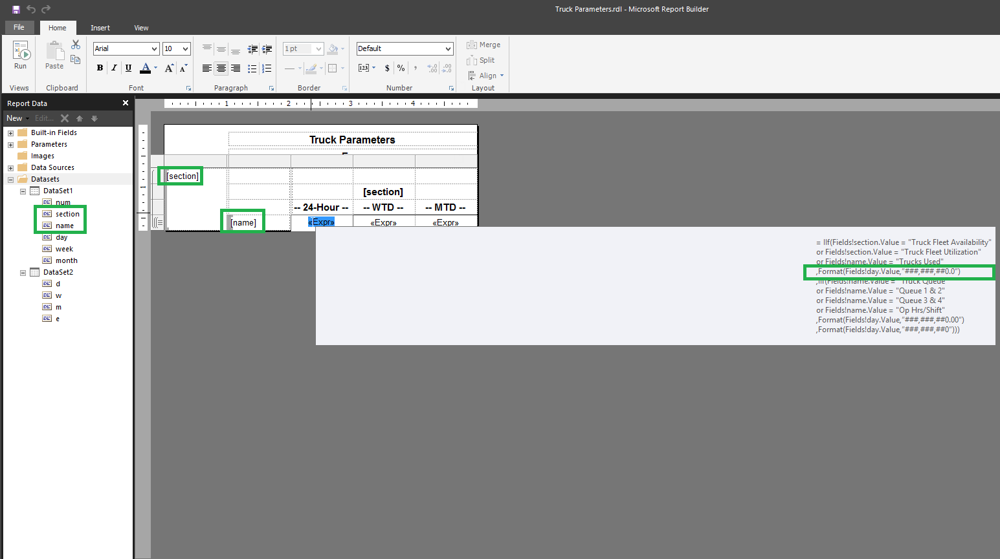 Truck Parameters.rdl - Microsoft Report Builder
File
Home
Insert
View
Arial
10
1 pt
Default
Merge
Split
Align
Run
Paste
B I U A A A
123 $ % , .00 .00
Views
Clipboard
Font
Paragraph
Border
Number
Layout
Report Data
New
Edit...
Built-in Fields
Parameters
Images
Data Sources
Datasets
DataSet1
num
section
name
day
week
month
DataSet2
d
w
m
e
1 2 3 4
1
Truck Parameters
[section]
[section]
-- 24-Hour -- -- WTD -- -- MTD --
[name] «Expr» «Expr» «Expr»
= IIf(Fields!section.Value = "Truck Fleet Availability"
or Fields!section.Value = "Truck Fleet Utilization"
or Fields!name.Value = "Trucks Used"
,Format(Fields!day.Value,"###,###,##0.0")
,IIf(Fields!name.Value = "Truck Queue"
or Fields!name.Value = "Queue 1 & 2"
or Fields!name.Value = "Queue 3 & 4"
or Fields!name.Value = "Op Hrs/Shift"
,Format(Fields!day.Value,"###,###,##0.00")
,Format(Fields!day.Value,"###,###,##0")))